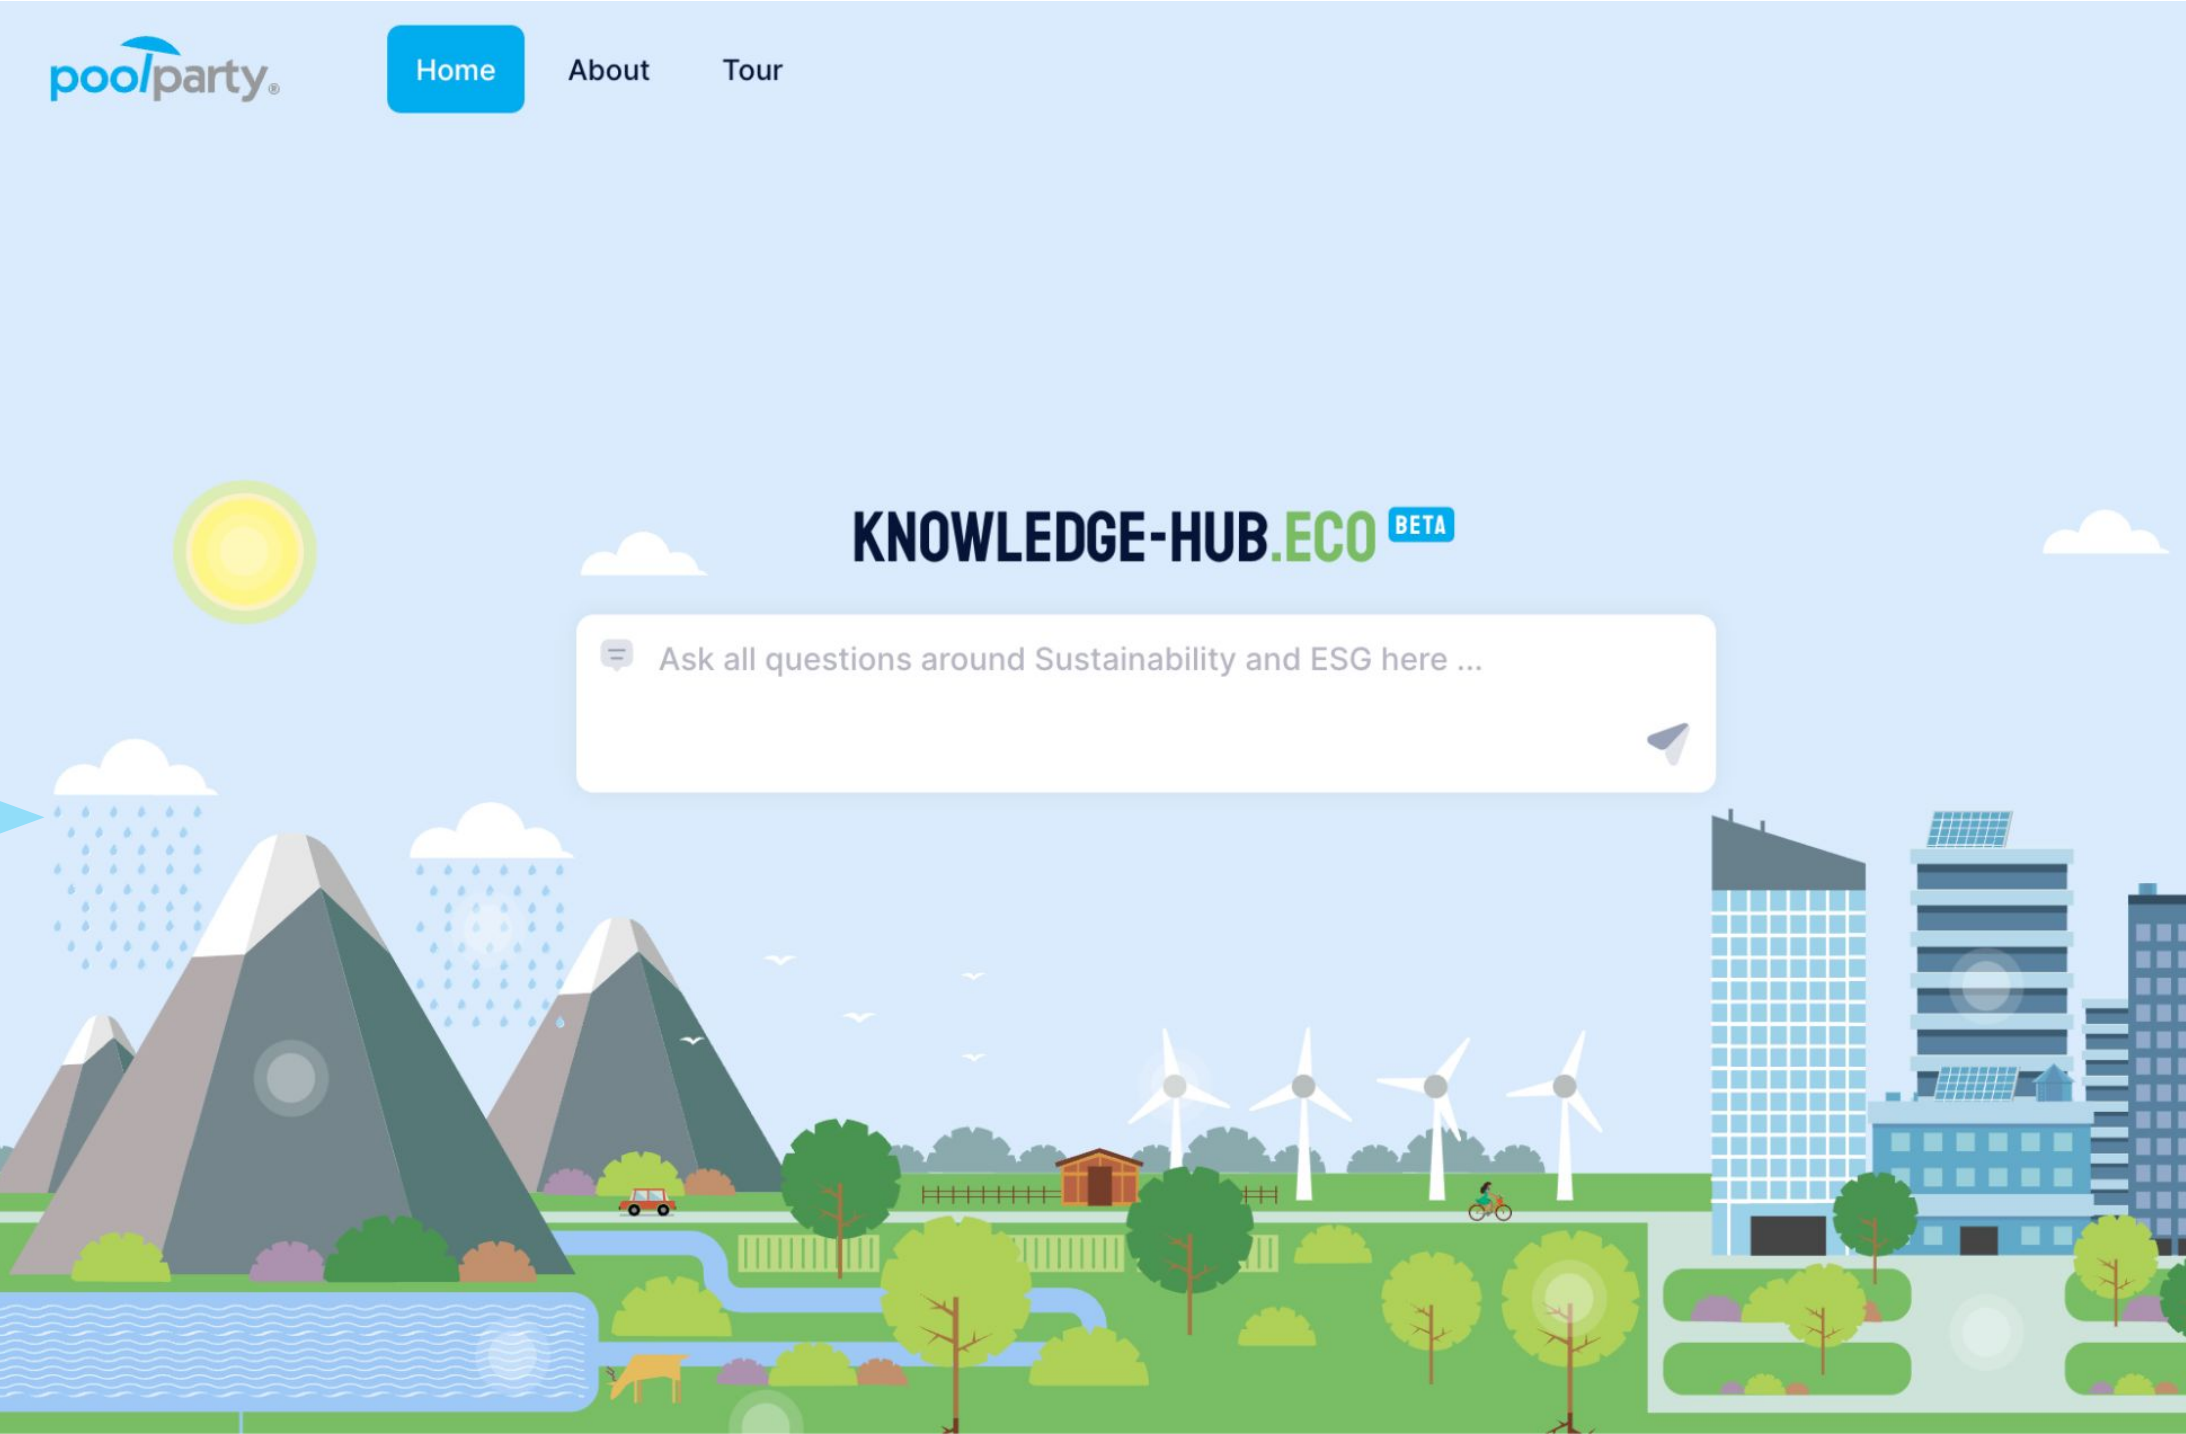 poolparty®
Home About Tour
KNOWLEDGE-HUB.ECO BETA
Ask all questions around Sustainability and ESG here ...